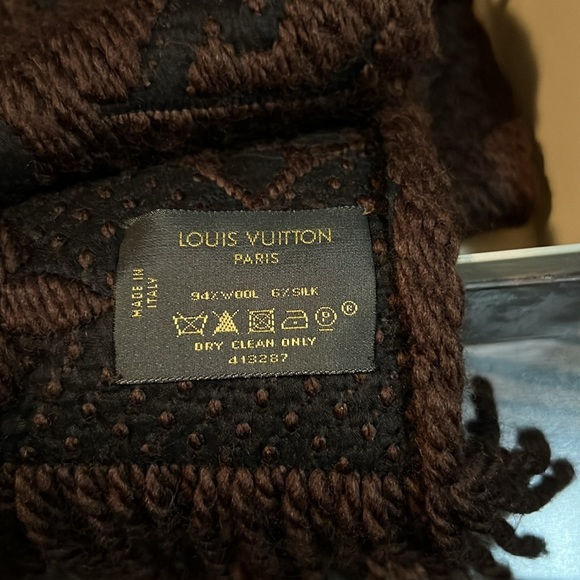 LOUIS VUITTON
PARIS
MADE IN
ITALY
94%WOOL 6%SILK
P ®
DRY CLEAN ONLY
413287